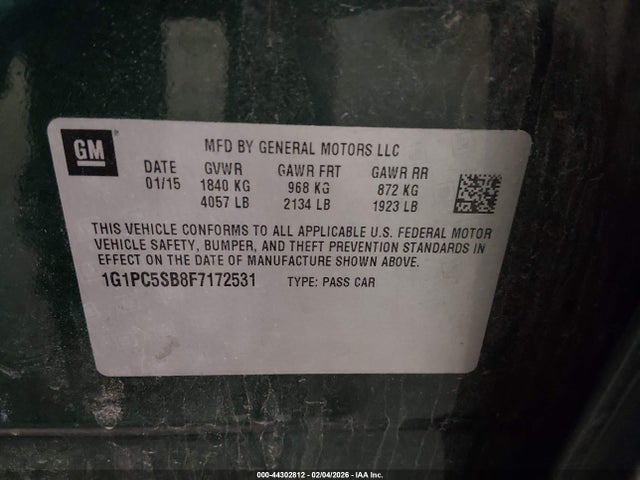 GM
MFD BY GENERAL MOTORS LLC
DATE GVWR GAWR FRT GAWR RR
01/15 1840 KG 968 KG 872 KG
4057 LB 2134 LB 1923 LB
THIS VEHICLE CONFORMS TO ALL APPLICABLE U.S. FEDERAL MOTOR
VEHICLE SAFETY, BUMPER, AND THEFT PREVENTION STANDARDS IN
EFFECT ON THE DATE OF MANUFACTURE SHOWN ABOVE.
1G1PC5SB8F7172531 TYPE: PASS CAR
000-44302812 - 02/04/2026 - IAA Inc.